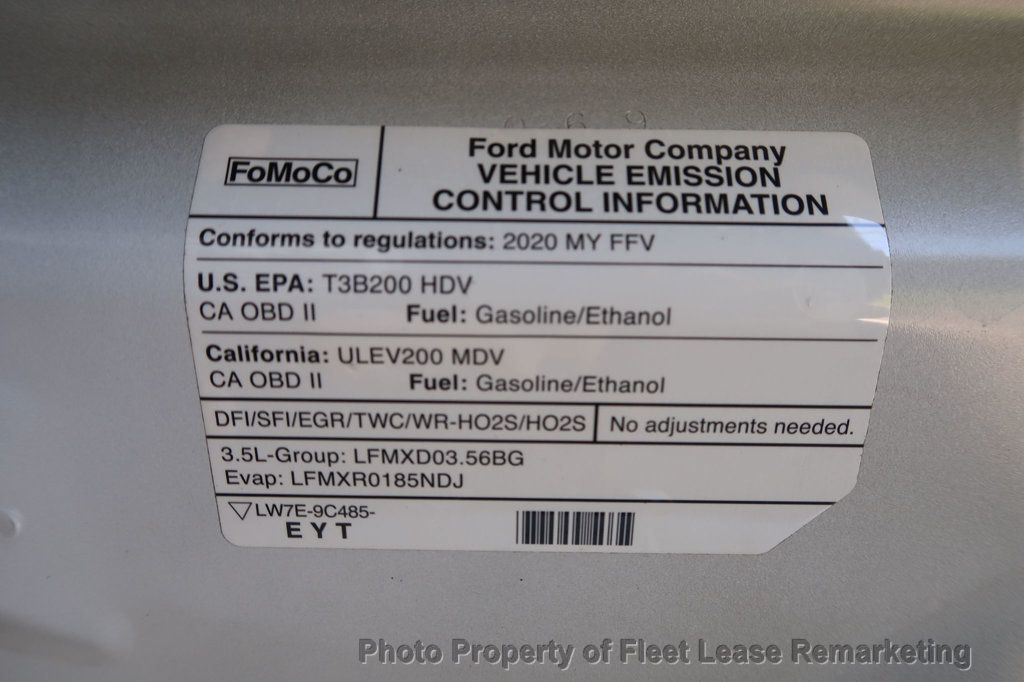 0 6 9
FoMoCo
Ford Motor Company
VEHICLE EMISSION
CONTROL INFORMATION
Conforms to regulations: 2020 MY FFV
U.S. EPA: T3B200 HDV
CA OBD II Fuel: Gasoline/Ethanol
California: ULEV200 MDV
CA OBD II Fuel: Gasoline/Ethanol
DFI/SFI/EGR/TWC/WR-HO2S/HO2S No adjustments needed.
3.5L-Group: LFMXD03.56BG
Evap: LFMXR0185NDJ
LW7E-9C485-
EYT
Photo Property of Fleet Lease Remarketing